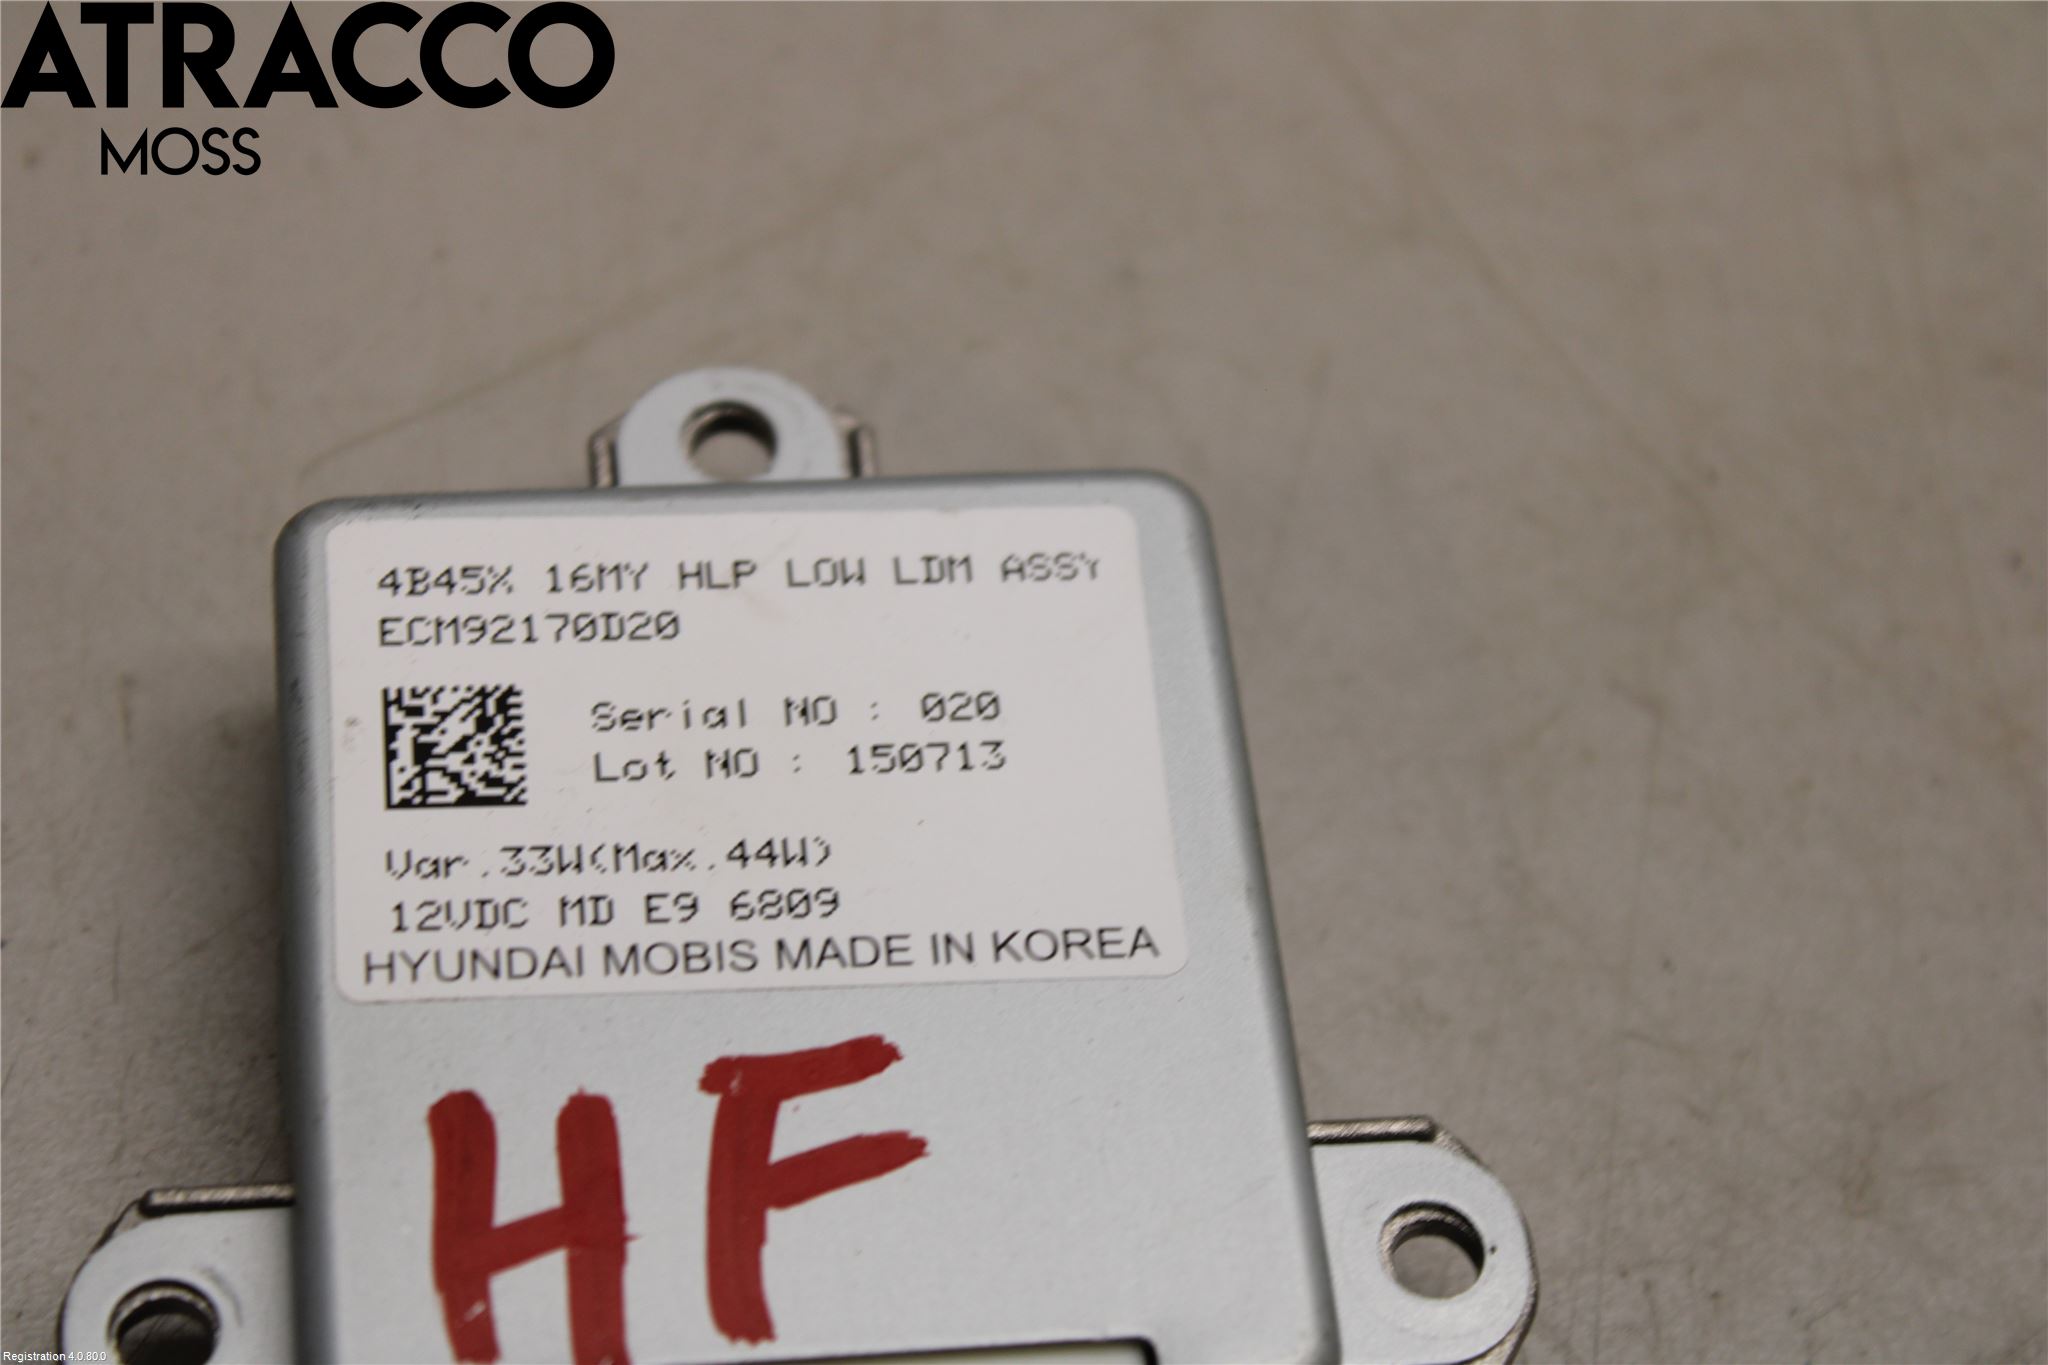 ATRACCO
MOSS
4B45X 16MY HLP LOW LDM ASSY
ECM92170D20
Serial NO : 020
Lot NO : 150713
Var.33W(Max.44W)
12VDC MD E9 6809
HYUNDAI MOBIS MADE IN KOREA
HF
Registration 4.0.80.0